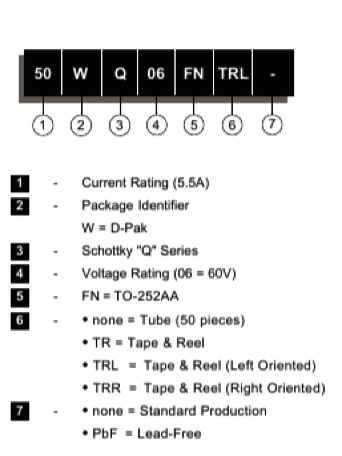 50 W Q 06 FN TRL -
1 2 3 4 5 6 7
1 - Current Rating (5.5A)
2 - Package Identifier
W = D-Pak
3 - Schottky "Q" Series
4 - Voltage Rating (06 = 60V)
5 - FN = TO-252AA
6 - • none = Tube (50 pieces)
• TR = Tape & Reel
• TRL = Tape & Reel (Left Oriented)
• TRR = Tape & Reel (Right Oriented)
7 - • none = Standard Production
• PbF = Lead-Free